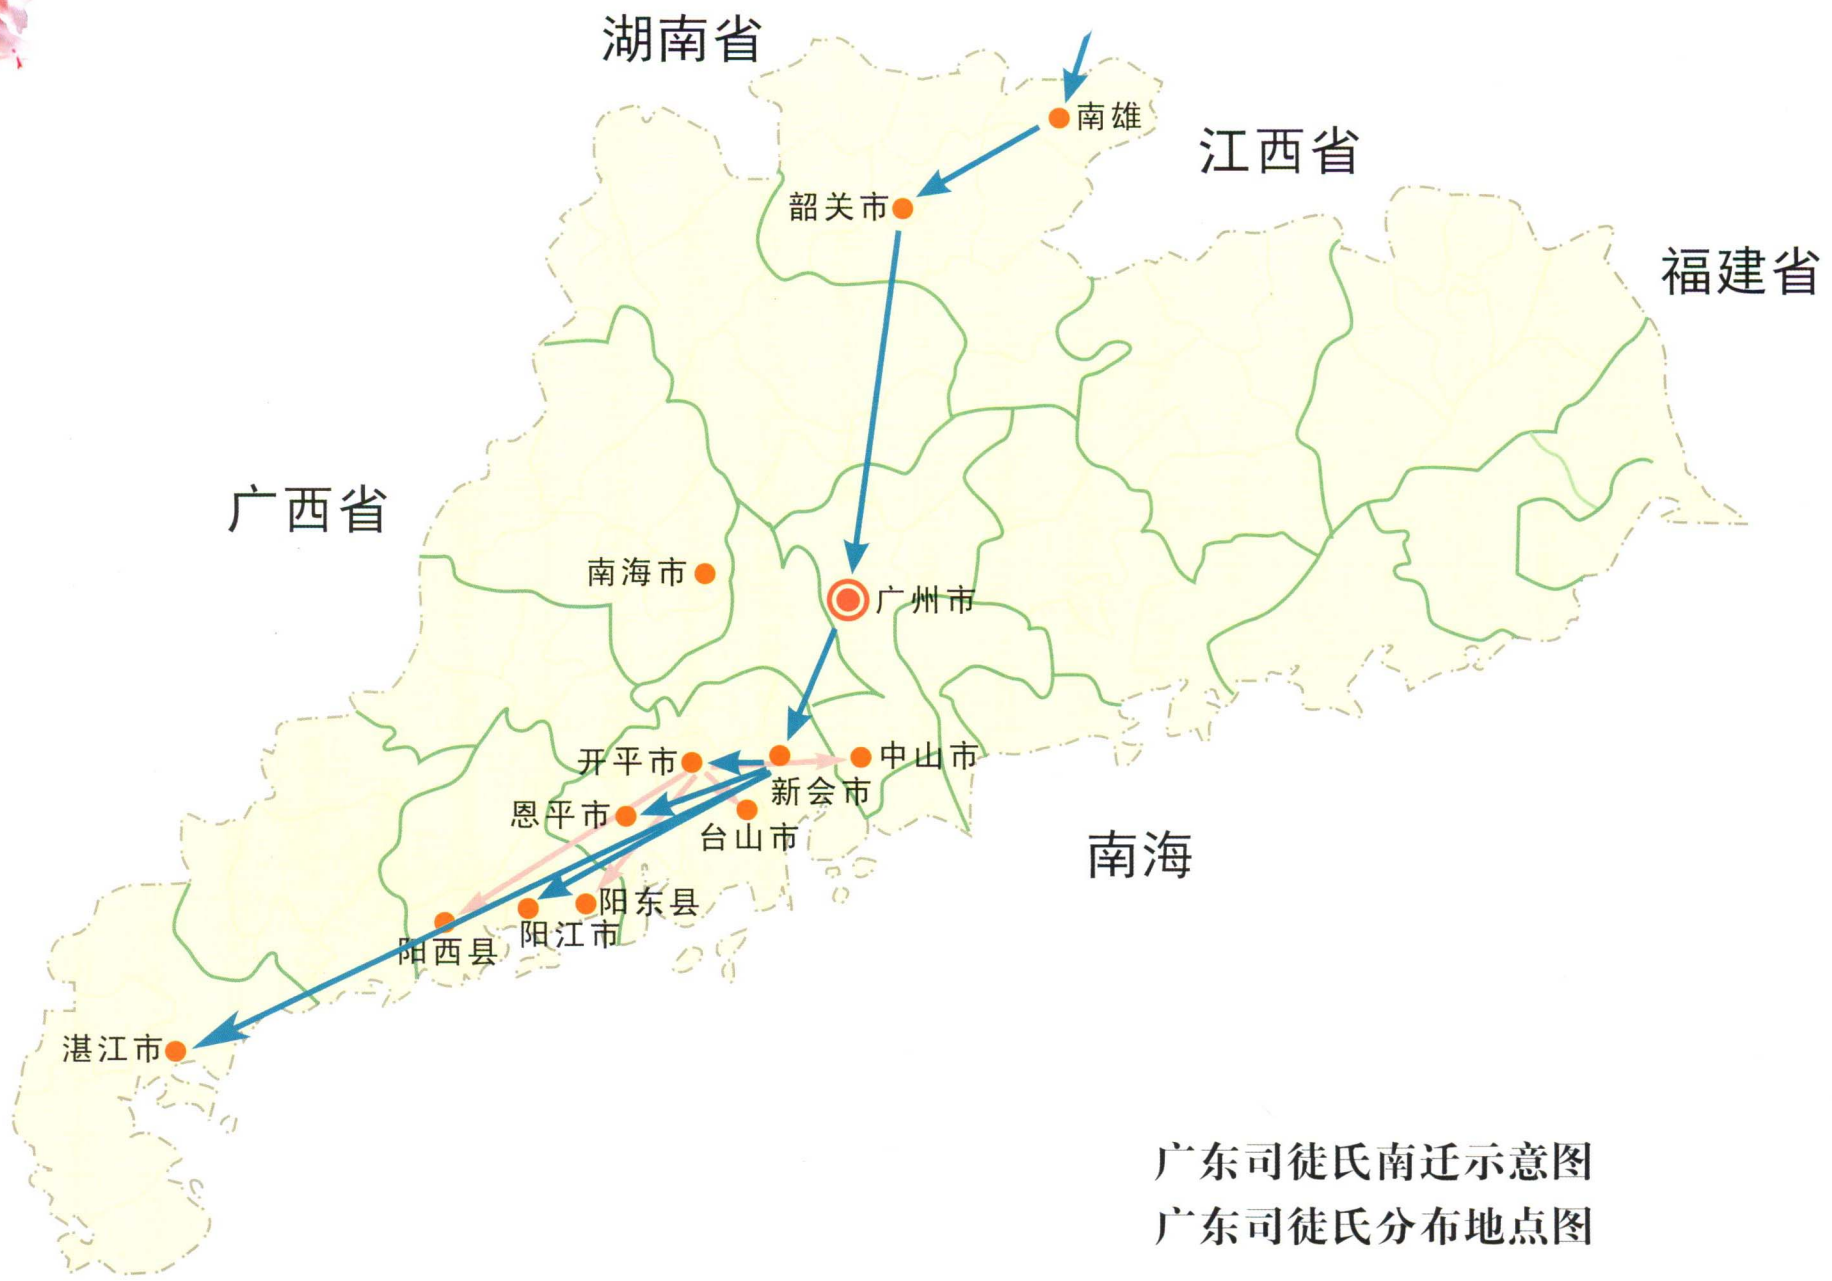 湖南省
南雄
江西省
韶关市
福建省
广西省
南海市
广州市
开平市
中山市
新会市
恩平市
台山市
南海
阳东县
阳江市
阳西县
湛江市
广东司徒氏南迁示意图
广东司徒氏分布地点图